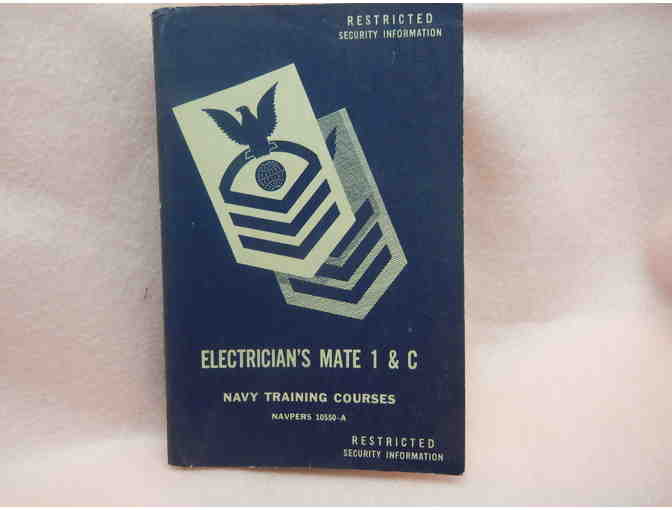 RESTRICTED
SECURITY INFORMATION
ELECTRICIAN'S MATE 1 & C
NAVY TRAINING COURSES
NAVPERS 10550-A
RESTRICTED
SECURITY INFORMATION